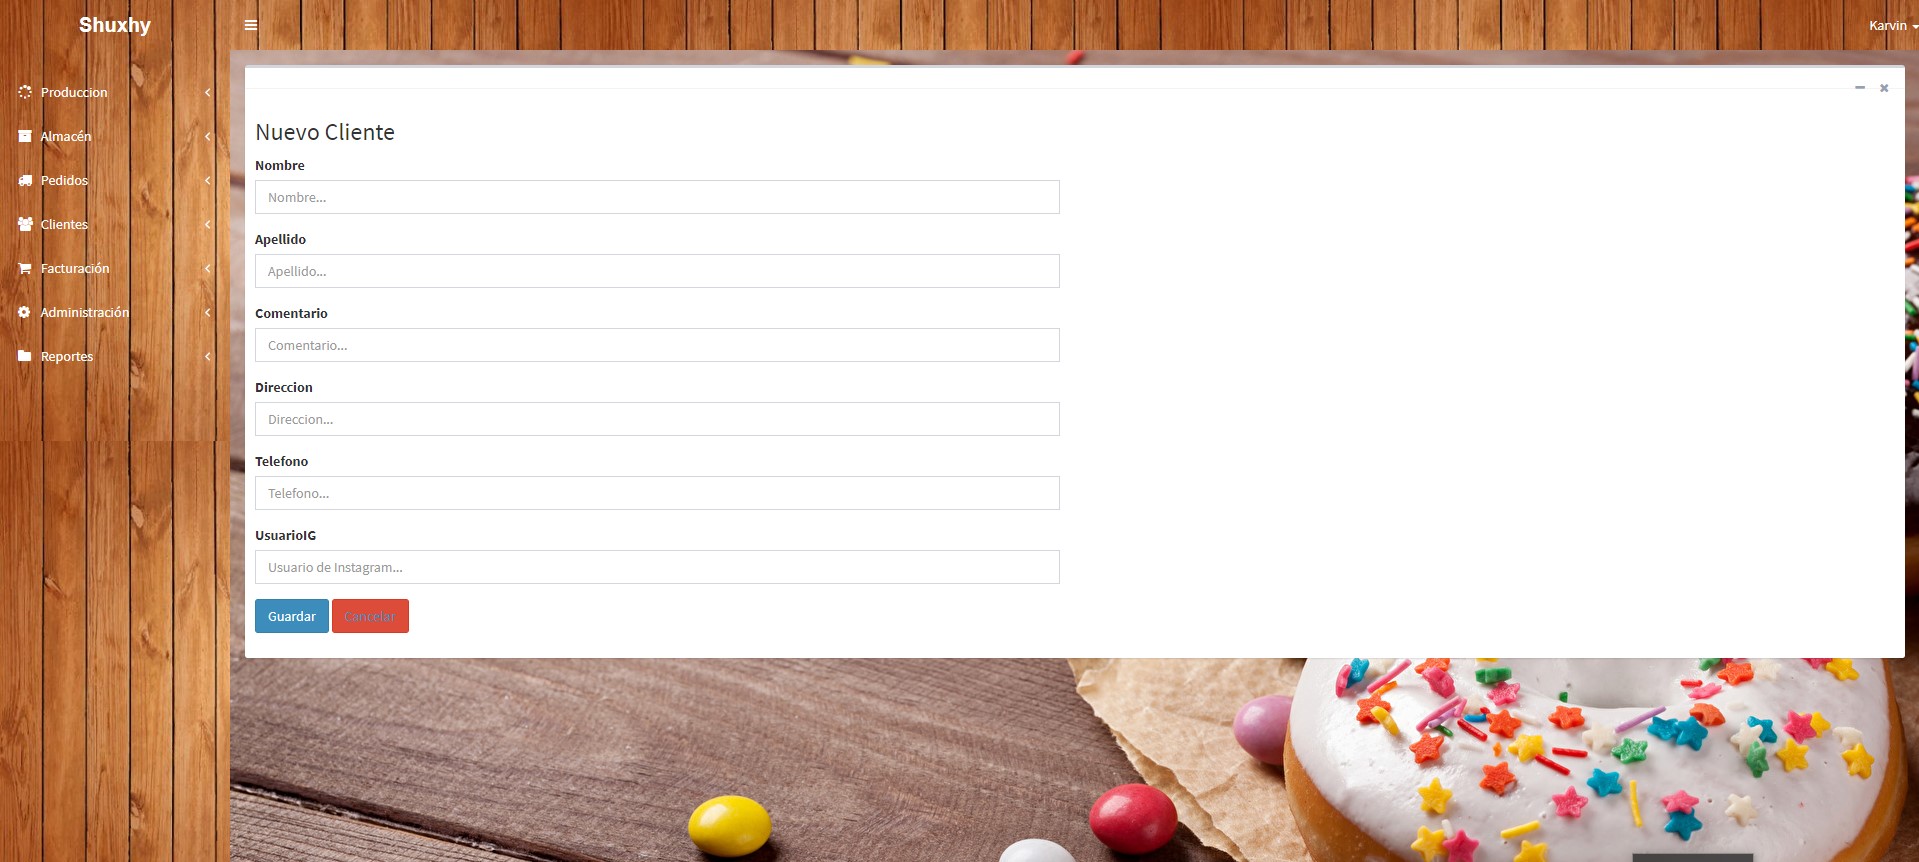 Shuxhy
Karvin
Produccion
Almacén
Pedidos
Clientes
Facturación
Administración
Reportes
Nuevo Cliente
Nombre
Nombre...
Apellido
Apellido...
Comentario
Comentario...
Direccion
Direccion...
Telefono
Telefono...
UsuarioIG
Usuario de Instagram...
Guardar Cancelar